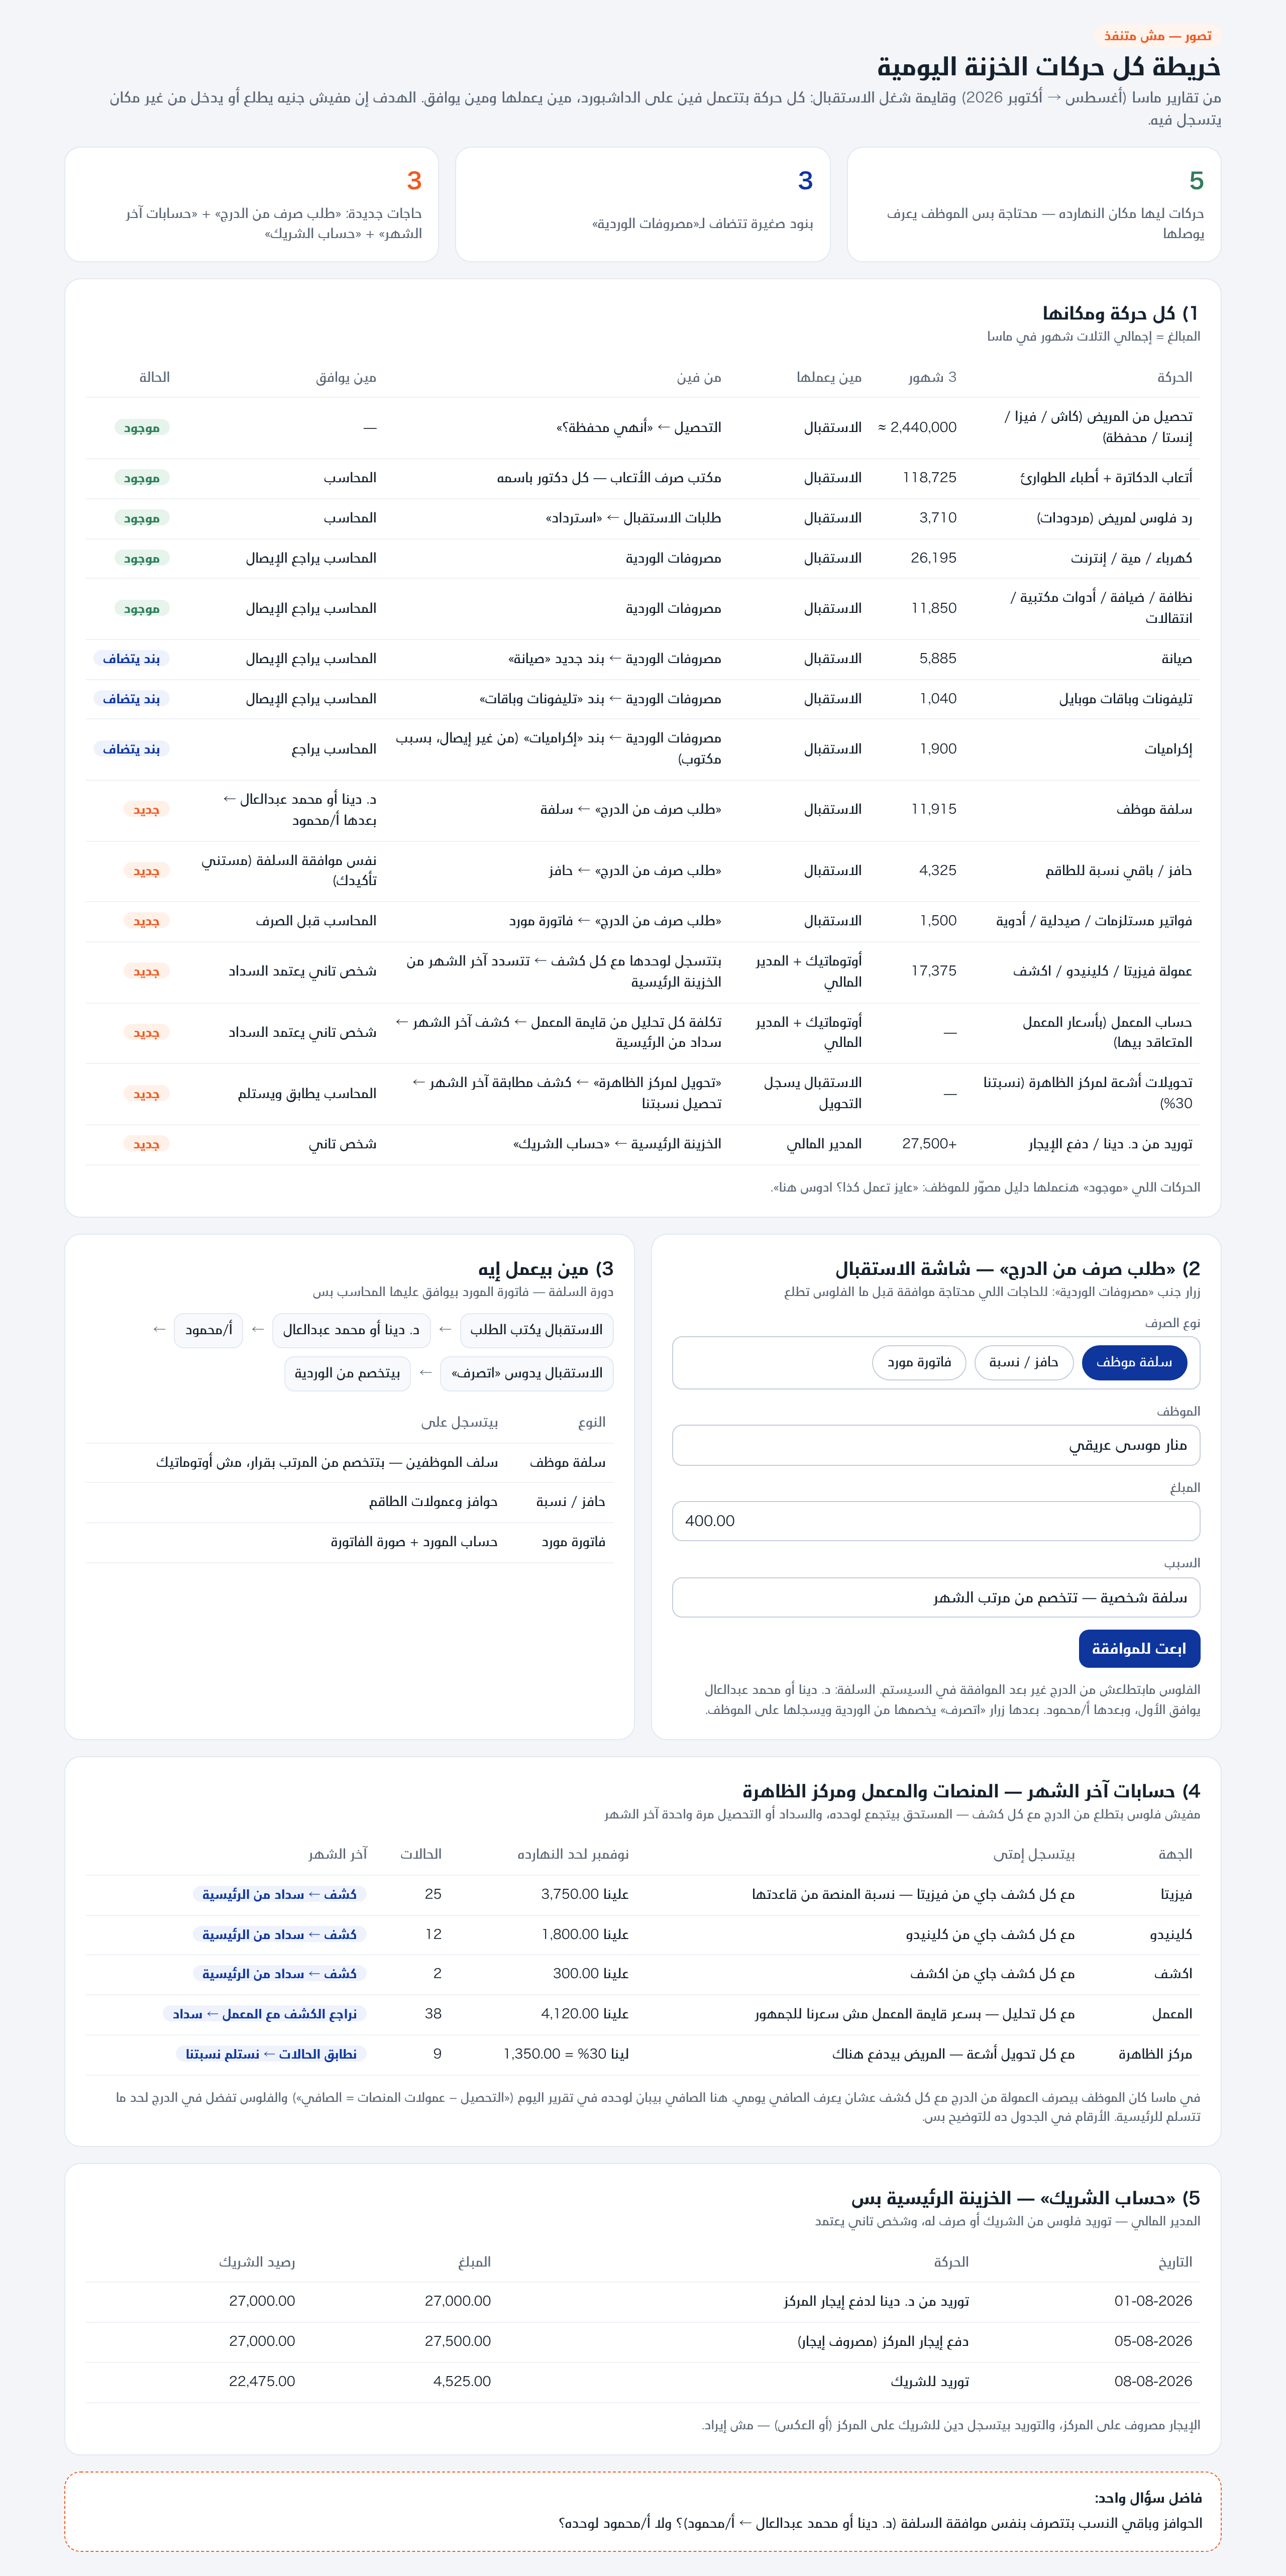 تصور — مش متنفذ
خريطة كل حركات الخزنة اليومية
من تقارير ماسا (أغسطس → أكتوبر 2026) وقايمة شغل الاستقبال: كل حركة بتتعمل فين على الداشبورد، مين يعملها ومين يوافق. الهدف إن مفيش جنيه يطلع أو يدخل من غير مكان
يتسجل فيه.
5
حركات ليها مكان النهارده — محتاجة بس الموظف يعرف
يوصلها
3
بنود صغيرة تتضاف لـ«مصروفات الوردية»
3
حاجات جديدة: «طلب صرف من الدرج» + «حسابات آخر
الشهر» + «حساب الشريك»
1) كل حركة ومكانها
المبالغ = إجمالي التلات شهور في ماسا
الحركة 3 شهور مين يعملها من فين مين يوافق الحالة
تحصيل من المريض (كاش / فيزا /
إنستا / محفظة) ≈ 2,440,000 الاستقبال التحصيل ← «أنهي محفظة؟» — موجود
أتعاب الدكاترة + أطباء الطوارئ 118,725 الاستقبال مكتب صرف الأتعاب — كل دكتور باسمه المحاسب موجود
رد فلوس لمريض (مردودات) 3,710 الاستقبال طلبات الاستقبال ← «استرداد» المحاسب موجود
كهرباء / مية / إنترنت 26,195 الاستقبال مصروفات الوردية المحاسب يراجع الإيصال موجود
نظافة / ضيافة / أدوات مكتبية /
انتقالات 11,850 الاستقبال مصروفات الوردية المحاسب يراجع الإيصال موجود
صيانة 5,885 الاستقبال مصروفات الوردية ← بند جديد «صيانة» المحاسب يراجع الإيصال بند يتضاف
تليفونات وباقات موبايل 1,040 الاستقبال مصروفات الوردية ← بند «تليفونات وباقات» المحاسب يراجع الإيصال بند يتضاف
إكراميات 1,900 الاستقبال مصروفات الوردية ← بند «إكراميات» (من غير إيصال، بسبب
مكتوب) المحاسب يراجع بند يتضاف
سلفة موظف 11,915 الاستقبال «طلب صرف من الدرج» ← سلفة د. دينا أو محمد عبدالعال ←
بعدها أ/محمود جديد
حافز / باقي نسبة للطاقم 4,325 الاستقبال «طلب صرف من الدرج» ← حافز نفس موافقة السلفة (مستني
تأكيدك) جديد
فواتير مستلزمات / صيدلية / أدوية 1,500 الاستقبال «طلب صرف من الدرج» ← فاتورة مورد المحاسب قبل الصرف جديد
عمولة فيزيتا / كلينيدو / اكشف 17,375 أوتوماتيك + المدير
المالي بتتسجل لوحدها مع كل كشف ← تتسدد آخر الشهر من
الخزينة الرئيسية شخص تاني يعتمد السداد جديد
حساب المعمل (بأسعار المعمل
المتعاقد بيها) — أوتوماتيك + المدير
المالي تكلفة كل تحليل من قايمة المعمل ← كشف آخر الشهر ←
سداد من الرئيسية شخص تاني يعتمد السداد جديد
تحويلات أشعة لمركز الظاهرة (نسبتنا
30%) — الاستقبال يسجل
التحويل «تحويل لمركز الظاهرة» ← كشف مطابقة آخر الشهر ←
تحصيل نسبتنا المحاسب يطابق ويستلم جديد
توريد من د. دينا / دفع الإيجار 27,500+ المدير المالي الخزينة الرئيسية ← «حساب الشريك» شخص تاني جديد
الحركات اللي «موجود» هنعملها دليل مصوّر للموظف: «عايز تعمل كذا؟ ادوس هنا».
2) «طلب صرف من الدرج» — شاشة الاستقبال
زرار جنب «مصروفات الوردية»: للحاجات اللي محتاجة موافقة قبل ما الفلوس تطلع
نوع الصرف
سلفة موظف حافز / نسبة فاتورة مورد
الموظف
منار موسى عريقي
المبلغ
400.00
السبب
سلفة شخصية — تتخصم من مرتب الشهر
ابعت للموافقة
الفلوس مابتطلعش من الدرج غير بعد الموافقة في السيستم. السلفة: د. دينا أو محمد عبدالعال
يوافق الأول، وبعدها أ/محمود. بعدها زرار «اتصرف» يخصمها من الوردية ويسجلها على الموظف.
3) مين بيعمل إيه
دورة السلفة — فاتورة المورد بيوافق عليها المحاسب بس
الاستقبال يكتب الطلب ← د. دينا أو محمد عبدالعال ← أ/محمود ←
الاستقبال يدوس «اتصرف» ← بيتخصم من الوردية
النوع بيتسجل على
سلفة موظف سلف الموظفين — بتتخصم من المرتب بقرار، مش أوتوماتيك
حافز / نسبة حوافز وعمولات الطاقم
فاتورة مورد حساب المورد + صورة الفاتورة
4) حسابات آخر الشهر — المنصات والمعمل ومركز الظاهرة
مفيش فلوس بتطلع من الدرج مع كل كشف — المستحق بيتجمع لوحده، والسداد أو التحصيل مرة واحدة آخر الشهر
الجهة بيتسجل إمتى نوفمبر لحد النهارده الحالات آخر الشهر
فيزيتا مع كل كشف جاي من فيزيتا — نسبة المنصة من قاعدتها علينا 3,750.00 25 كشف ← سداد من الرئيسية
كلينيدو مع كل كشف جاي من كلينيدو علينا 1,800.00 12 كشف ← سداد من الرئيسية
اكشف مع كل كشف جاي من اكشف علينا 300.00 2 كشف ← سداد من الرئيسية
المعمل مع كل تحليل — بسعر قايمة المعمل مش سعرنا للجمهور علينا 4,120.00 38 نراجع الكشف مع المعمل ← سداد
مركز الظاهرة مع كل تحويل أشعة — المريض بيدفع هناك لينا 30% = 1,350.00 9 نطابق الحالات ← نستلم نسبتنا
في ماسا كان الموظف بيصرف العمولة من الدرج مع كل كشف عشان يعرف الصافي يومي. هنا الصافي بيبان لوحده في تقرير اليوم («التحصيل − عمولات المنصات = الصافي») والفلوس تفضل في الدرج لحد ما
تتسلم للرئيسية. الأرقام في الجدول ده للتوضيح بس.
5) «حساب الشريك» — الخزينة الرئيسية بس
المدير المالي — توريد فلوس من الشريك أو صرف له، وشخص تاني يعتمد
التاريخ الحركة المبلغ رصيد الشريك
01-08-2026 توريد من د. دينا لدفع إيجار المركز 27,000.00 27,000.00
05-08-2026 دفع إيجار المركز (مصروف إيجار) 27,500.00 27,000.00
08-08-2026 توريد للشريك 4,525.00 22,475.00
الإيجار مصروف على المركز، والتوريد بيتسجل دين للشريك على المركز (أو العكس) — مش إيراد.
فاضل سؤال واحد:
الحوافز وباقي النسب بتتصرف بنفس موافقة السلفة (د. دينا أو محمد عبدالعال ← أ/محمود)؟ ولا أ/محمود لوحده؟